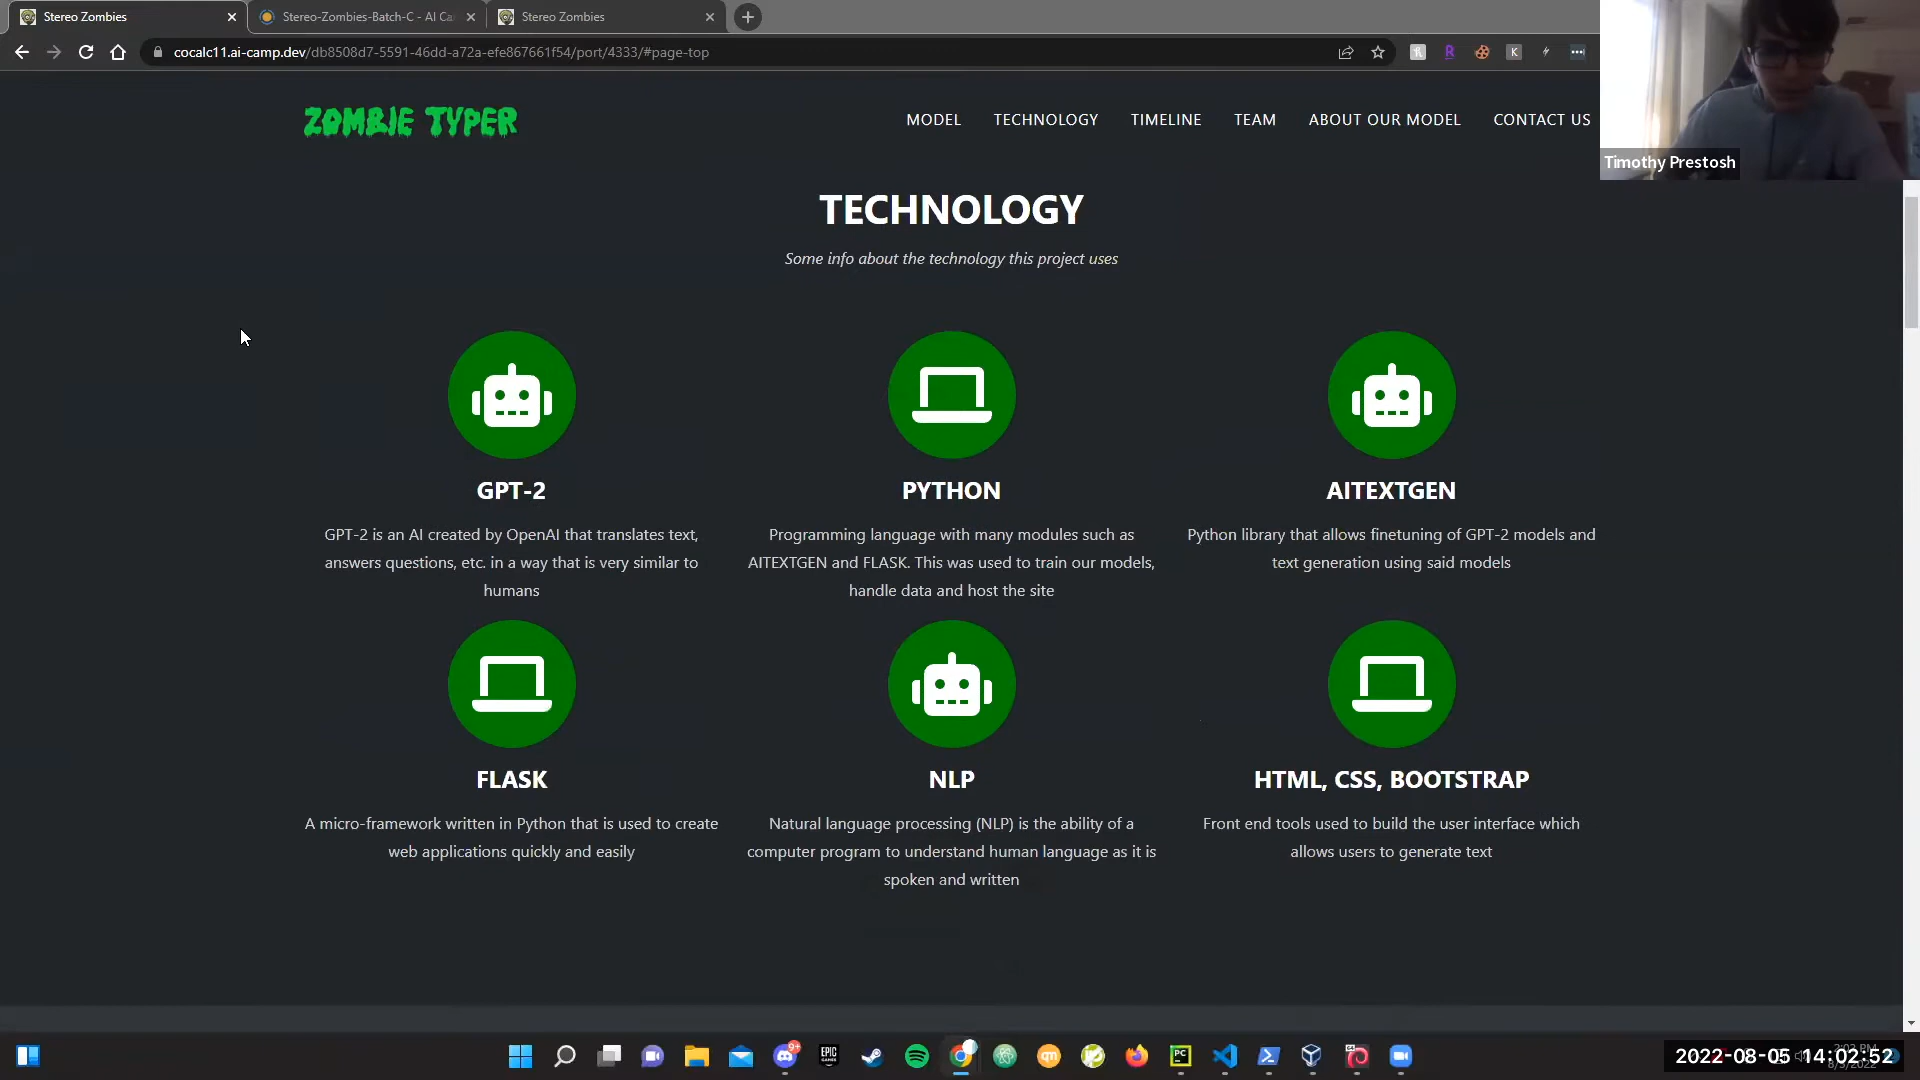 Stereo Zombies
Stereo-Zombies-Batch-C - AI Ca
Stereo Zombies
cocalc11.ai-camp.dev/db8508d7-5591-46dd-a72a-efe867661f54/port/4333/#page-top
ZOMBIE TYPER
MODEL
TECHNOLOGY
TIMELINE
TEAM
ABOUT OUR MODEL
CONTACT US
Timothy Prestosh
TECHNOLOGY
Some info about the technology this project uses
GPT-2
GPT-2 is an AI created by OpenAI that translates text,
answers questions, etc. in a way that is very similar to
humans
PYTHON
Programming language with many modules such as
AITEXTGEN and FLASK. This was used to train our models,
handle data and host the site
AITEXTGEN
Python library that allows finetuning of GPT-2 models and
text generation using said models
FLASK
A micro-framework written in Python that is used to create
web applications quickly and easily
NLP
Natural language processing (NLP) is the ability of a
computer program to understand human language as it is
spoken and written
HTML, CSS, BOOTSTRAP
Front end tools used to build the user interface which
allows users to generate text
9+
EPIC
GAMES
qm
PC
2022-08-05 14:02:52